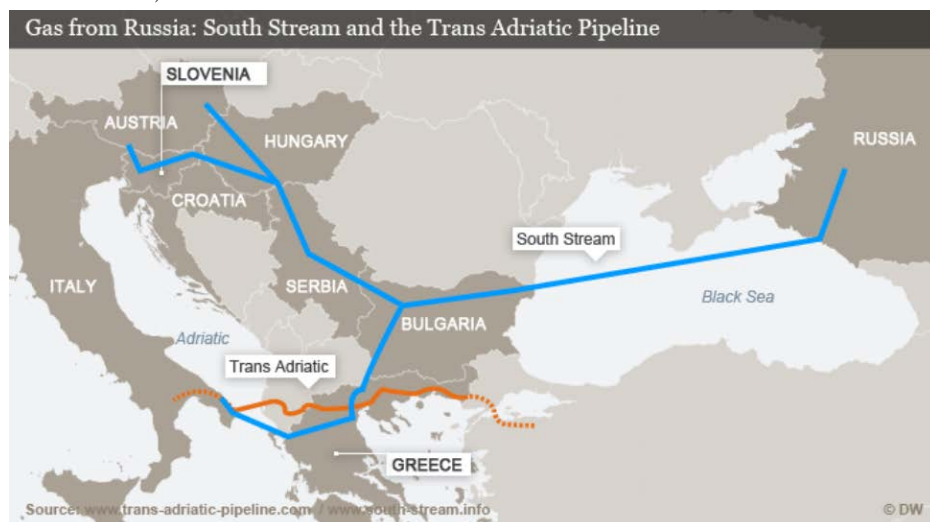 Gas from Russia: South Stream and the Trans Adriatic Pipeline
SLOVENIA
AUSTRIA
HUNGARY
RUSSIA
CROATIA
South Stream
ITALY
SERBIA
Black Sea
BULGARIA
Adriatic
Trans Adriatic
GREECE
Source: www.trans-adriatic-pipeline.com / www.south-stream.info
© DW